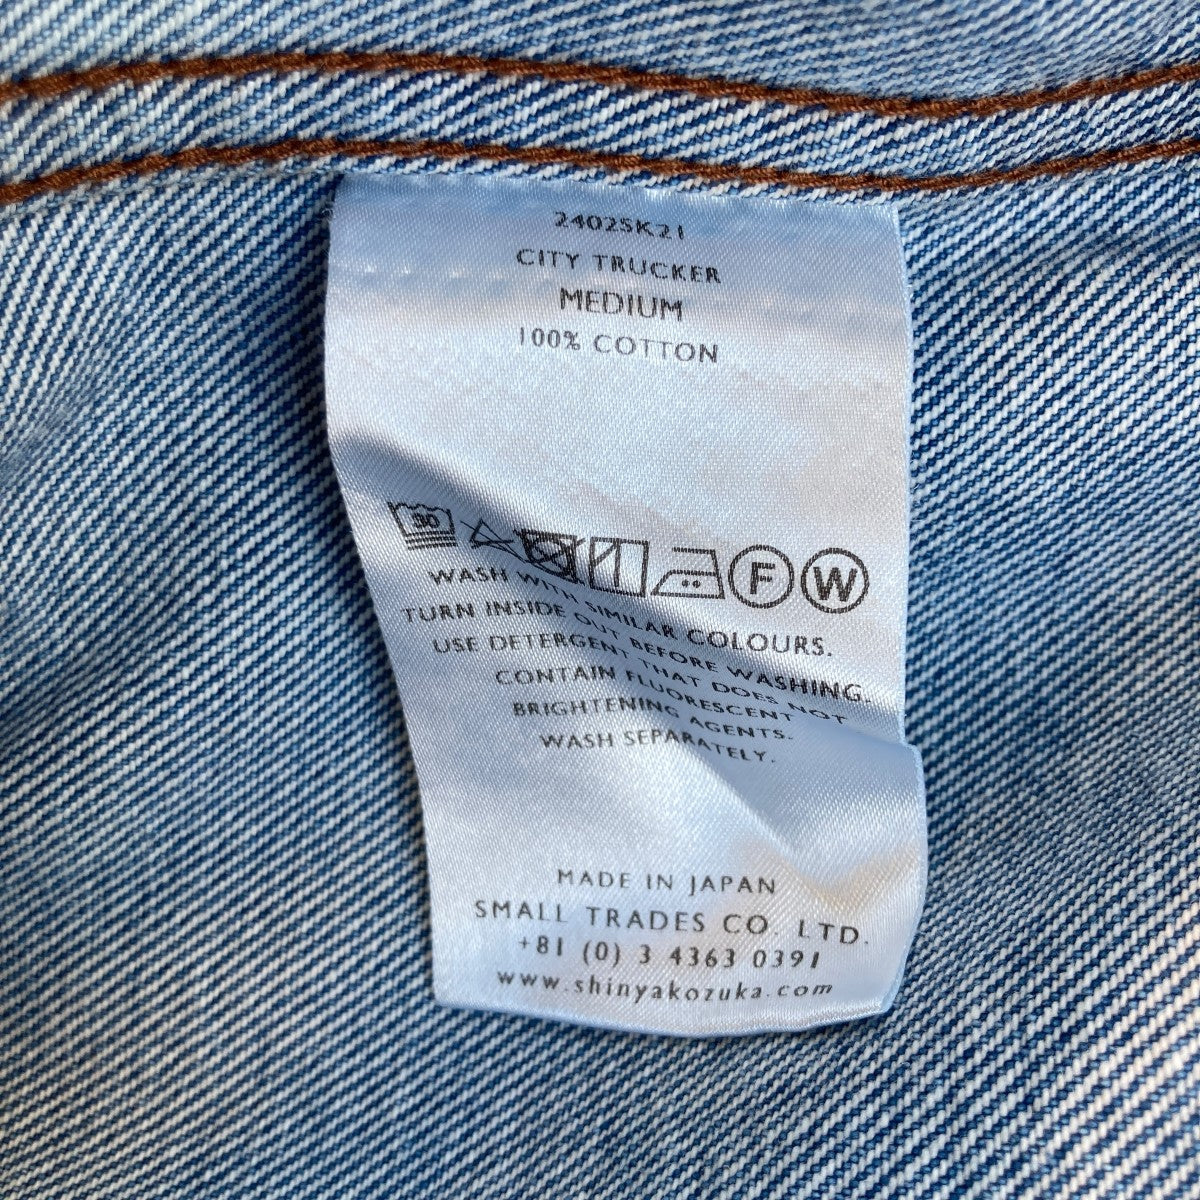 2402SK21
CITY TRUCKER
MEDIUM
100% COTTON
30
F W
WASH WITH SIMILAR COLOURS.
TURN INSIDE OUT BEFORE WASHING.
USE DETERGENT THAT DOES NOT
CONTAIN FLUORESCENT
BRIGHTENING AGENTS.
WASH SEPARATELY.
MADE IN JAPAN
SMALL TRADES CO. LTD.
+81 (0) 3 4363 0391
www.shinyakozuka.com